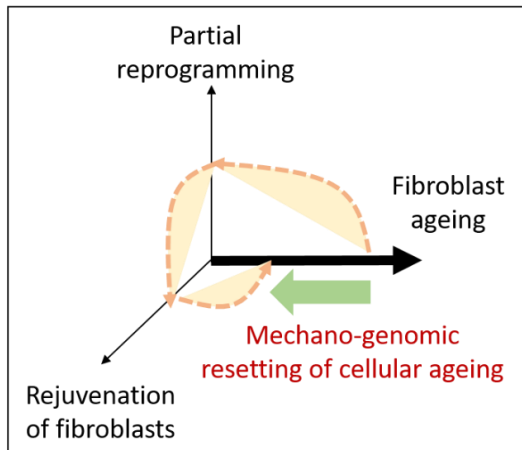 Partial
reprogramming
Fibroblast
ageing
Mechano-genomic
resetting of cellular ageing
Rejuvenation
of fibroblasts